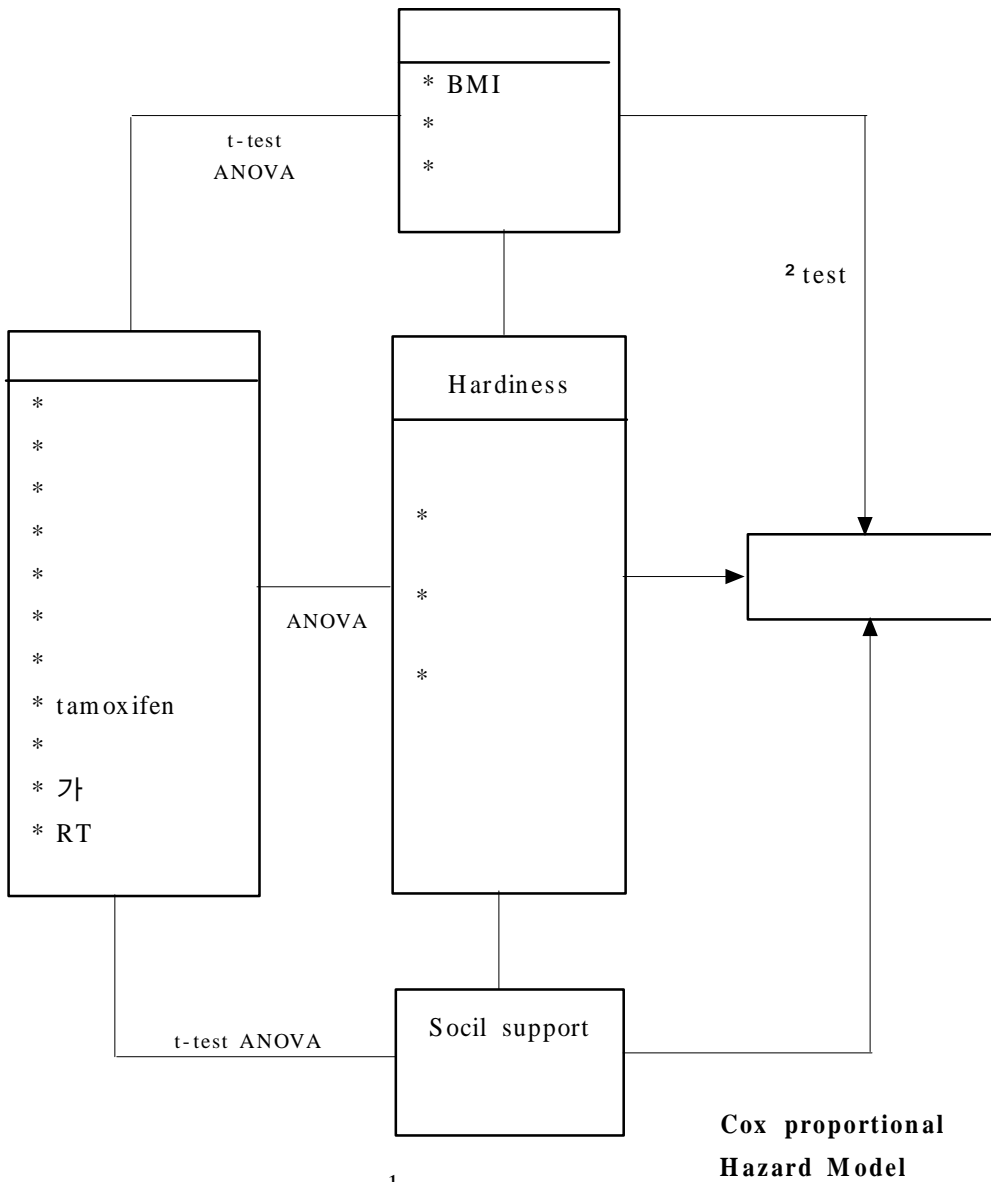 * BMI
*
*
t-test
ANOVA
² test
*
*
*
*
*
*
*
* tamoxifen
*
* 가
* RT
ANOVA
Hardiness
*
*
*
t-test ANOVA
Socil support
Cox proportional
Hazard Model
1